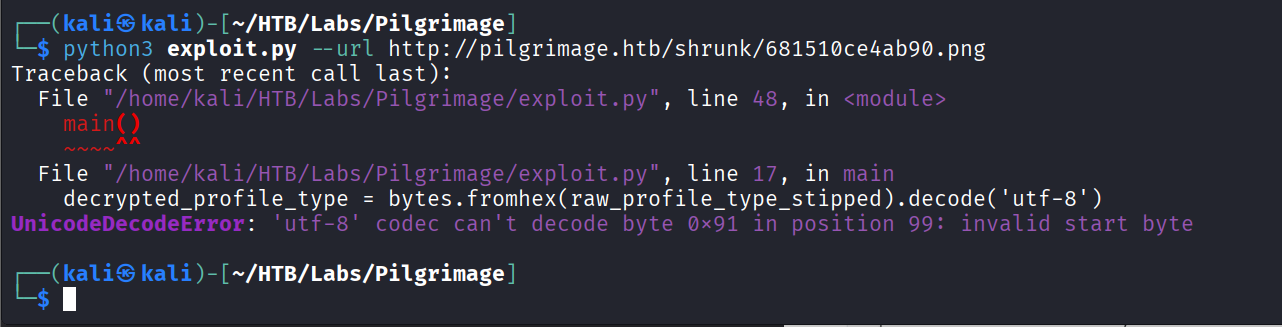 ┌──(kali㉿kali)-[~/HTB/Labs/Pilgrimage]
└─$ python3 exploit.py --url http://pilgrimage.htb/shrunk/681510ce4ab90.png
Traceback (most recent call last):
  File "/home/kali/HTB/Labs/Pilgrimage/exploit.py", line 48, in <module>
    main()
    ~~~~^^
  File "/home/kali/HTB/Labs/Pilgrimage/exploit.py", line 17, in main
    decrypted_profile_type = bytes.fromhex(raw_profile_type_stipped).decode('utf-8')
UnicodeDecodeError: 'utf-8' codec can't decode byte 0x91 in position 99: invalid start byte
┌──(kali㉿kali)-[~/HTB/Labs/Pilgrimage]
└─$